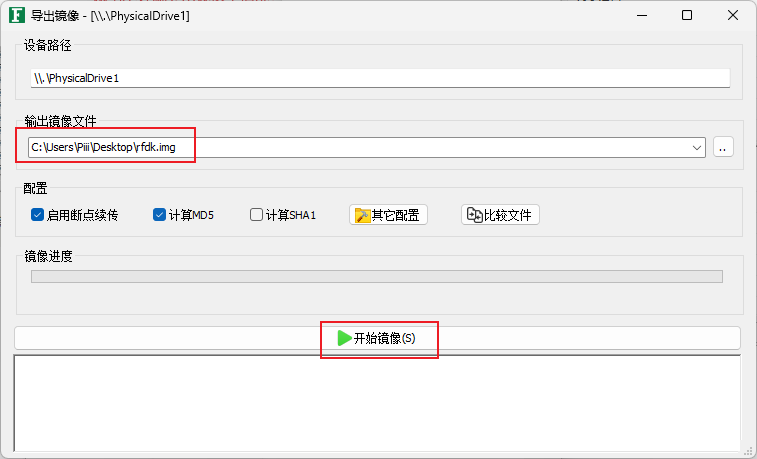 导出镜像 - [\\.\PhysicalDrive1]
设备路径
\\.\PhysicalDrive1
输出镜像文件
C:\Users\Piii\Desktop\rfdk.img
..
配置
启用断点续传 计算MD5 计算SHA1 其它配置 比较文件
镜像进度
开始镜像(S)